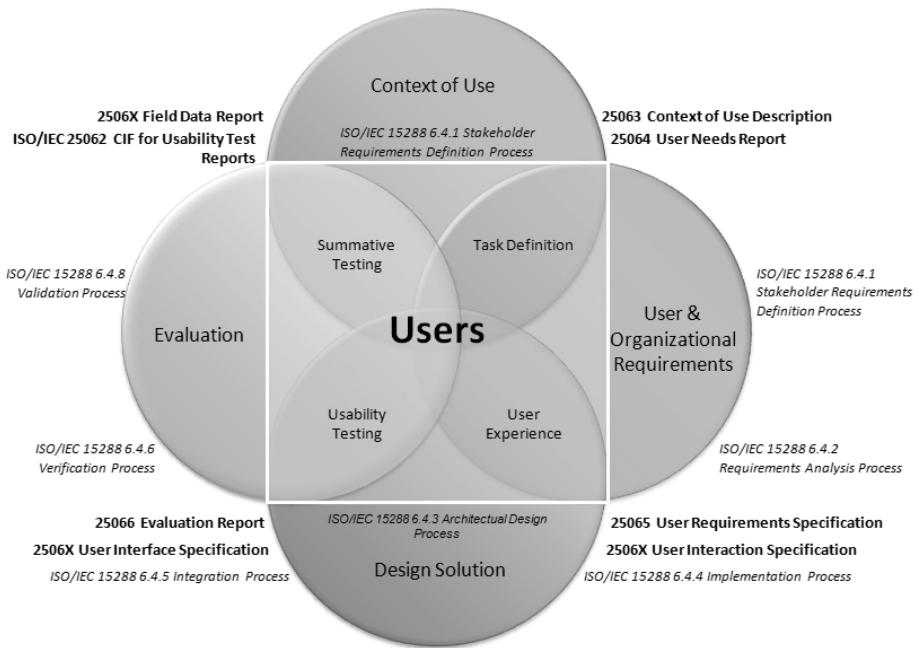 Context of Use
2506X Field Data Report
ISO/IEC 25062 CIF for Usability Test
Reports
ISO/IEC 15288 6.4.1 Stakeholder
Requirements Definition Process
25063 Context of Use Description
25064 User Needs Report
Summative
Testing
Task Definition
ISO/IEC 15288 6.4.8
Validation Process
ISO/IEC 15288 6.4.1
Stakeholder Requirements
Definition Process
Evaluation
Users
User &
Organizational
Requirements
Usability
Testing
User
Experience
ISO/IEC 15288 6.4.6
Verification Process
ISO/IEC 15288 6.4.2
Requirements Analysis Process
25066 Evaluation Report
2506X User Interface Specification
ISO/IEC 15288 6.4.5 Integration Process
ISO/IEC 15288 6.4.3 Architectual Design
Process
Design Solution
25065 User Requirements Specification
2506X User Interaction Specification
ISO/IEC 15288 6.4.4 Implementation Process